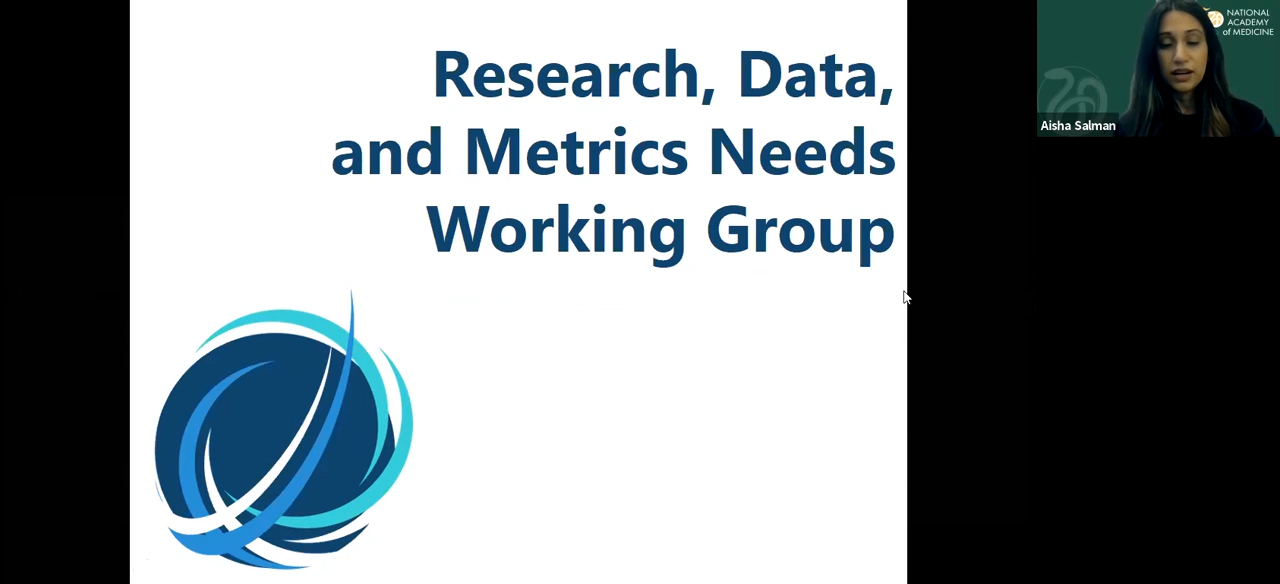 Research, Data,
and Metrics Needs
Working Group
NATIONAL
ACADEMY
of MEDICINE
Aisha Salman